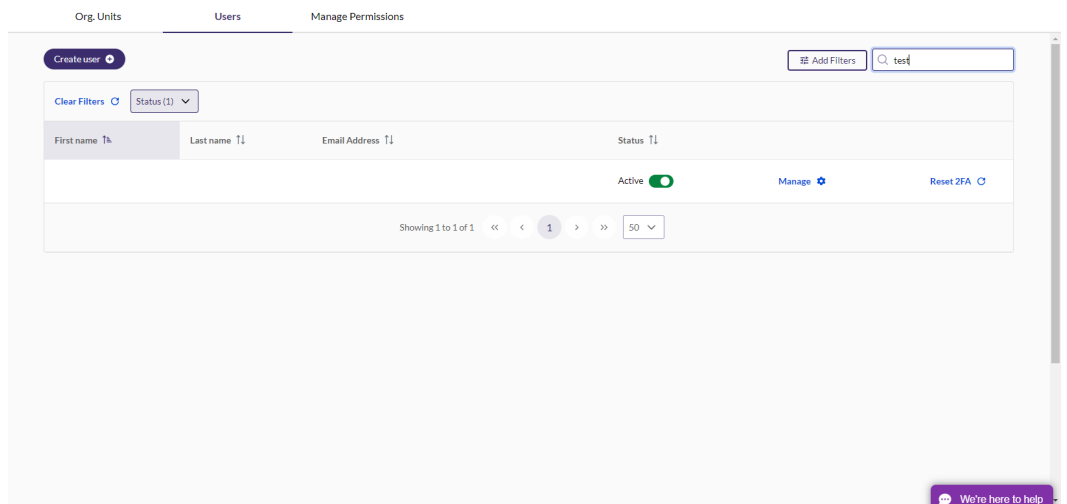 Org. Units Users Manage Permissions
Create user Add Filters test
Clear Filters Status (1)
First name Last name Email Address Status
Active Manage Reset 2FA
Showing 1 to 1 of 1 « ‹ 1 › » 50
We're here to help